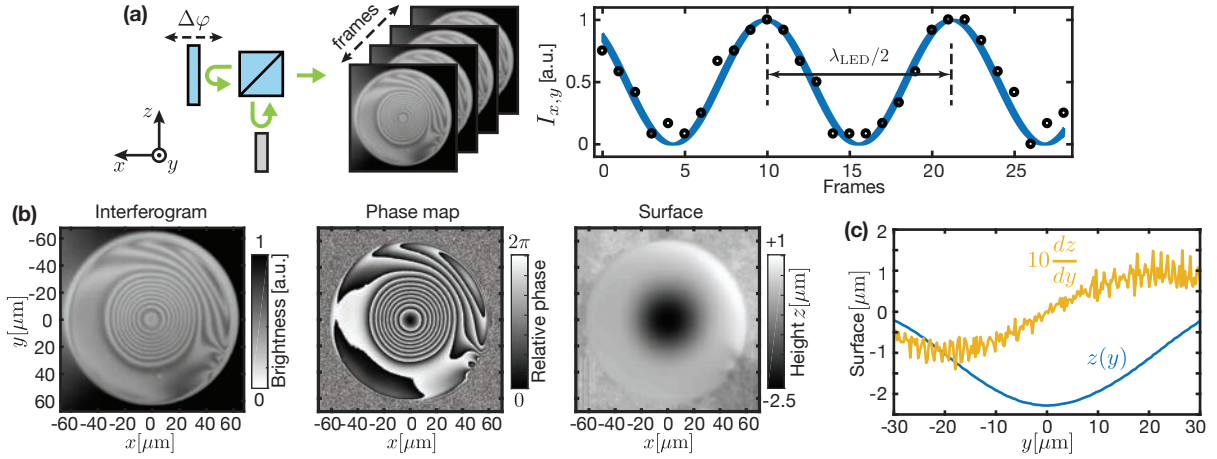 (a)
Δφ
z
x
y
frames
I_{x,y} [a.u.]
1
0.5
0
λ_LED/2
0 5 10 15 20 25
Frames
(b)
Interferogram
-60
-40
-20
0
20
40
60
y[μm]
-60 -40 -20 0 20 40 60
x[μm]
1
0
Brightness [a.u.]
Phase map
-60 -40 -20 0 20 40 60
x[μm]
2π
0
Relative phase
Surface
-60 -40 -20 0 20 40 60
x[μm]
+1
-2.5
Height z[μm]
(c)
Surface [μm]
2
1
0
-1
-2
10 dz/dy
z(y)
-30 -20 -10 0 10 20 30
y[μm]